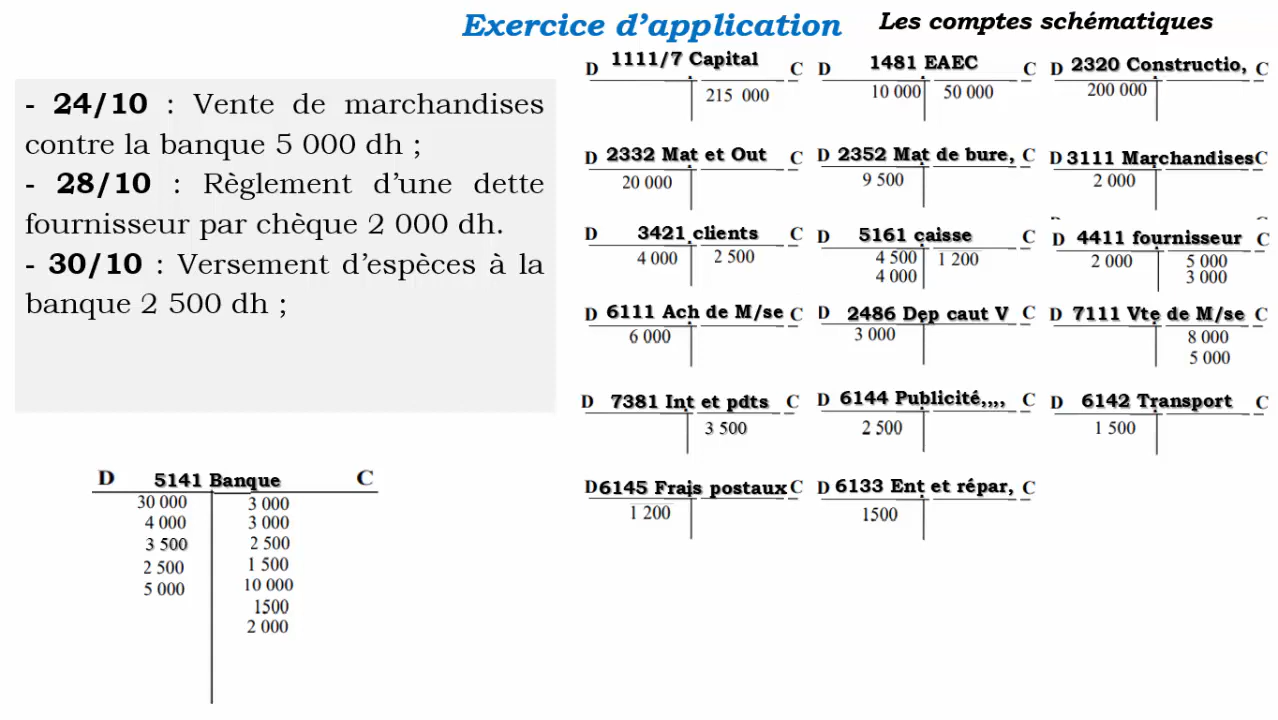 Exercice d’application
Les comptes schématiques
- 24/10 : Vente de marchandises
contre la banque 5 000 dh ;
- 28/10 : Règlement d’une dette
fournisseur par chèque 2 000 dh.
- 30/10 : Versement d’espèces à la
banque 2 500 dh ;
D 1111/7 Capital C
215 000
D 1481 EAEC C
10 000 50 000
D 2320 Constructio, C
200 000
D 2332 Mat et Out C
20 000
D 2352 Mat de bure, C
9 500
D 3111 Marchandises C
2 000
D 3421 clients C
4 000 2 500
D 5161 caisse C
4 500 1 200
4 000
D 4411 fournisseur C
2 000 5 000
3 000
D 6111 Ach de M/se C
6 000
D 2486 Dep caut V C
3 000
D 7111 Vte de M/se C
8 000
5 000
D 7381 Int et pdts C
3 500
D 6144 Publicité,,,, C
2 500
D 6142 Transport C
1 500
D 6145 Frais postaux C
1 200
D 6133 Ent et répar, C
1500
D 5141 Banque C
30 000 3 000
4 000 3 000
3 500 2 500
2 500 1 500
5 000 10 000
1500
2 000